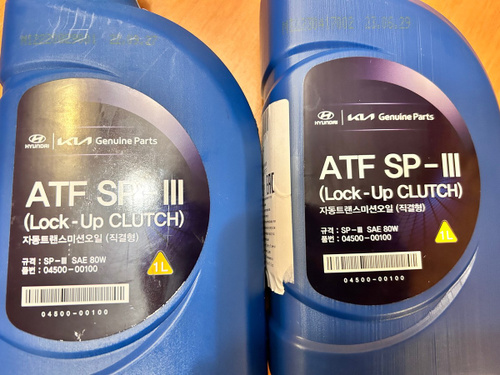 HYUNDAI KIA Genuine Parts
ATF SP-III
(Lock-Up CLUTCH)
자동트랜스미션오일 (직결형)
규격 : SP-III SAE 80W
품번 : 04500-00100
1L
04500-00100
HYUNDAI KIA Genuine Parts
ATF SP-III
(Lock-Up CLUTCH)
자동트랜스미션오일 (직결형)
규격 : SP-III SAE 80W
품번 : 04500-00100
1L
04500-00100